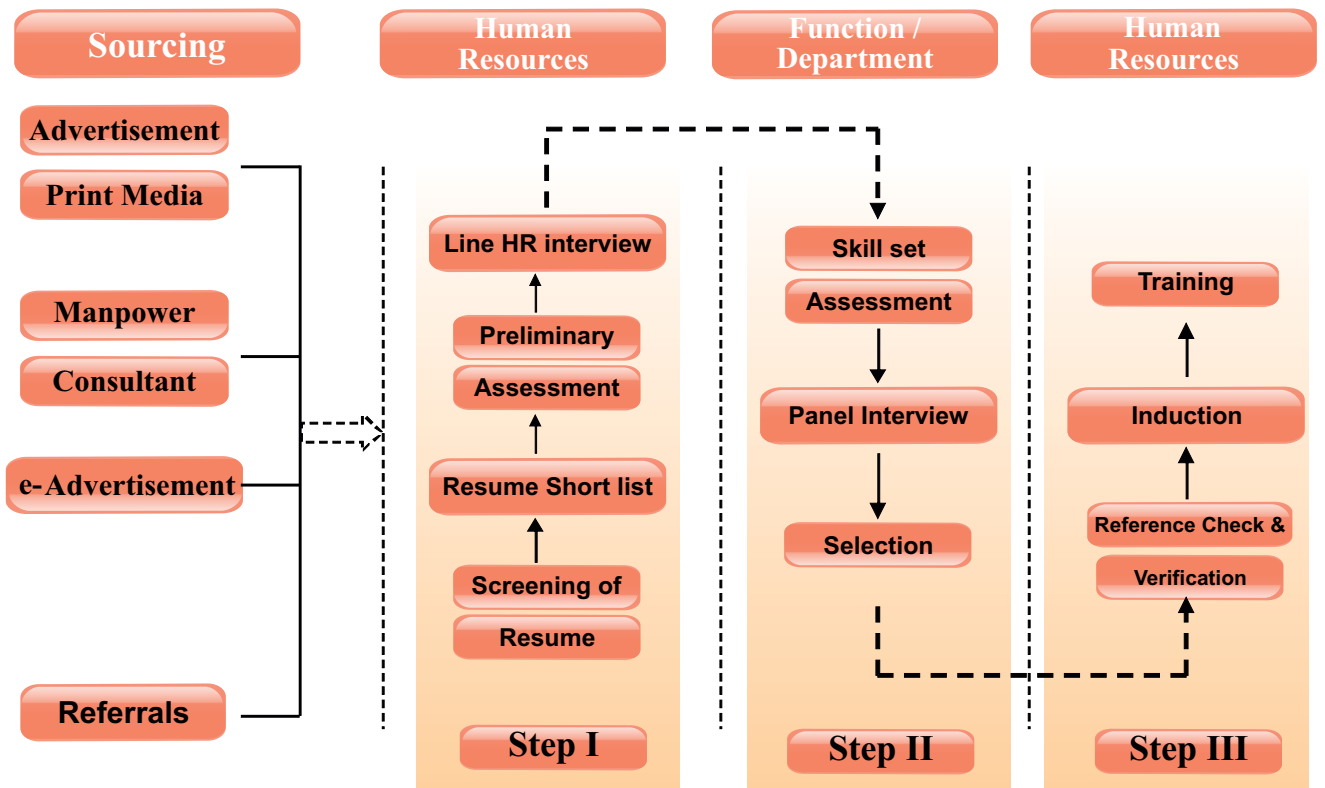 Sourcing
Advertisement
Print Media
Manpower
Consultant
e-Advertisement
Referrals
Human
Resources
Line HR interview
Preliminary
Assessment
Resume Short list
Screening of
Resume
Step I
Function /
Department
Skill set
Assessment
Panel Interview
Selection
Step II
Human
Resources
Training
Induction
Reference Check &
Verification
Step III